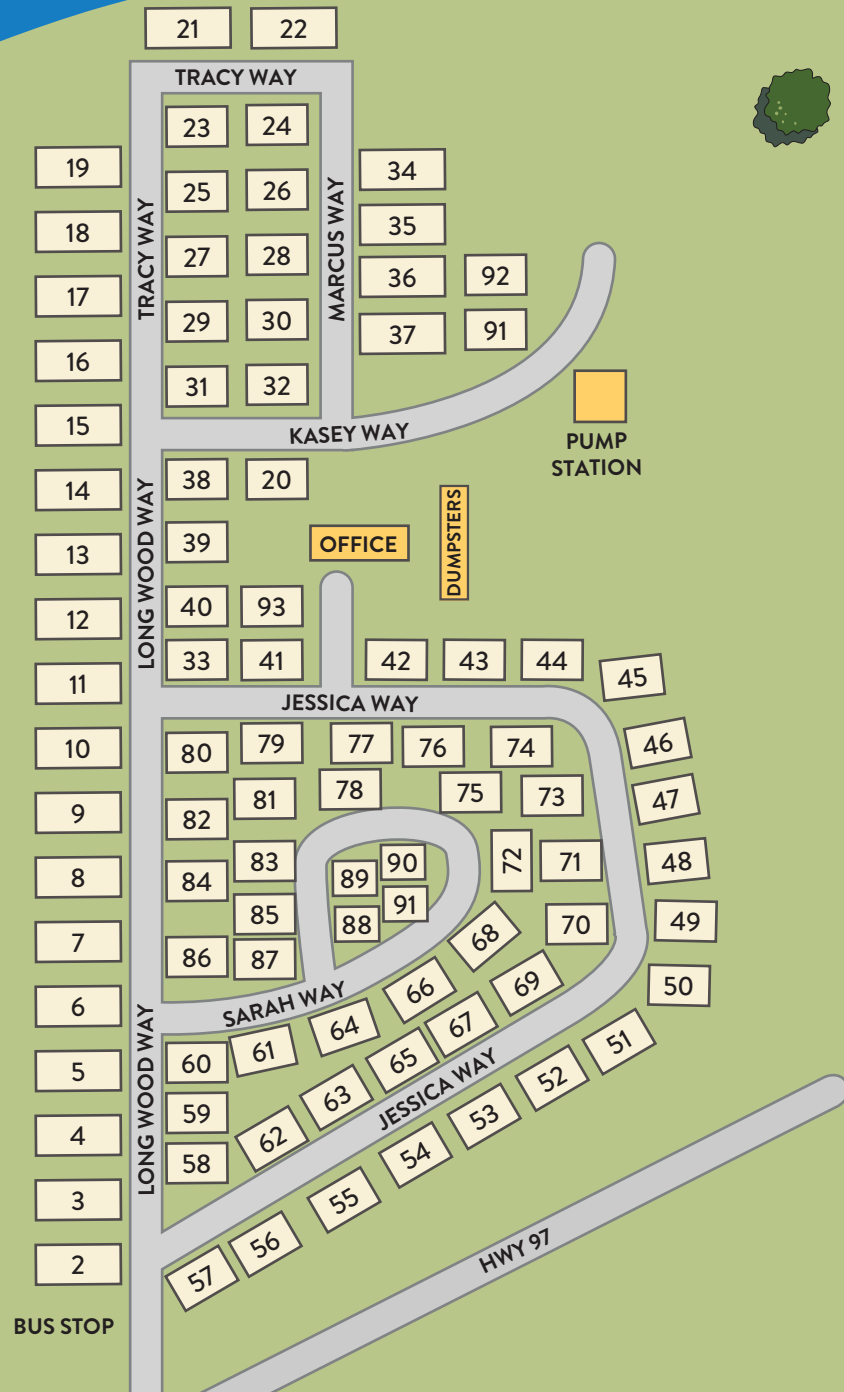 21 22
TRACY WAY
23 24
19 34
25 26
TRACY WAY
MARCUS WAY
18 35
27 28
17 36 92
29 30
16 37 91
31 32
15 KASEY WAY
PUMP
STATION
14 38 20
LONG WOOD WAY
DUMPSTERS
13 39 OFFICE
12 40 93
33 41 42 43 44
11 45
JESSICA WAY
10 80 79 77 76 74 46
81 78 75 73 47
9 82
83 90 72 71 48
8 84 89
85 88 91 70 49
7 86 87 68
50
SARAH WAY 66 69
6 64 67 51
LONG WOOD WAY
5 60 61 65 52
JESSICA WAY
4 59 63 53
58 62 54
3 55
2 57 56
HWY 97
BUS STOP